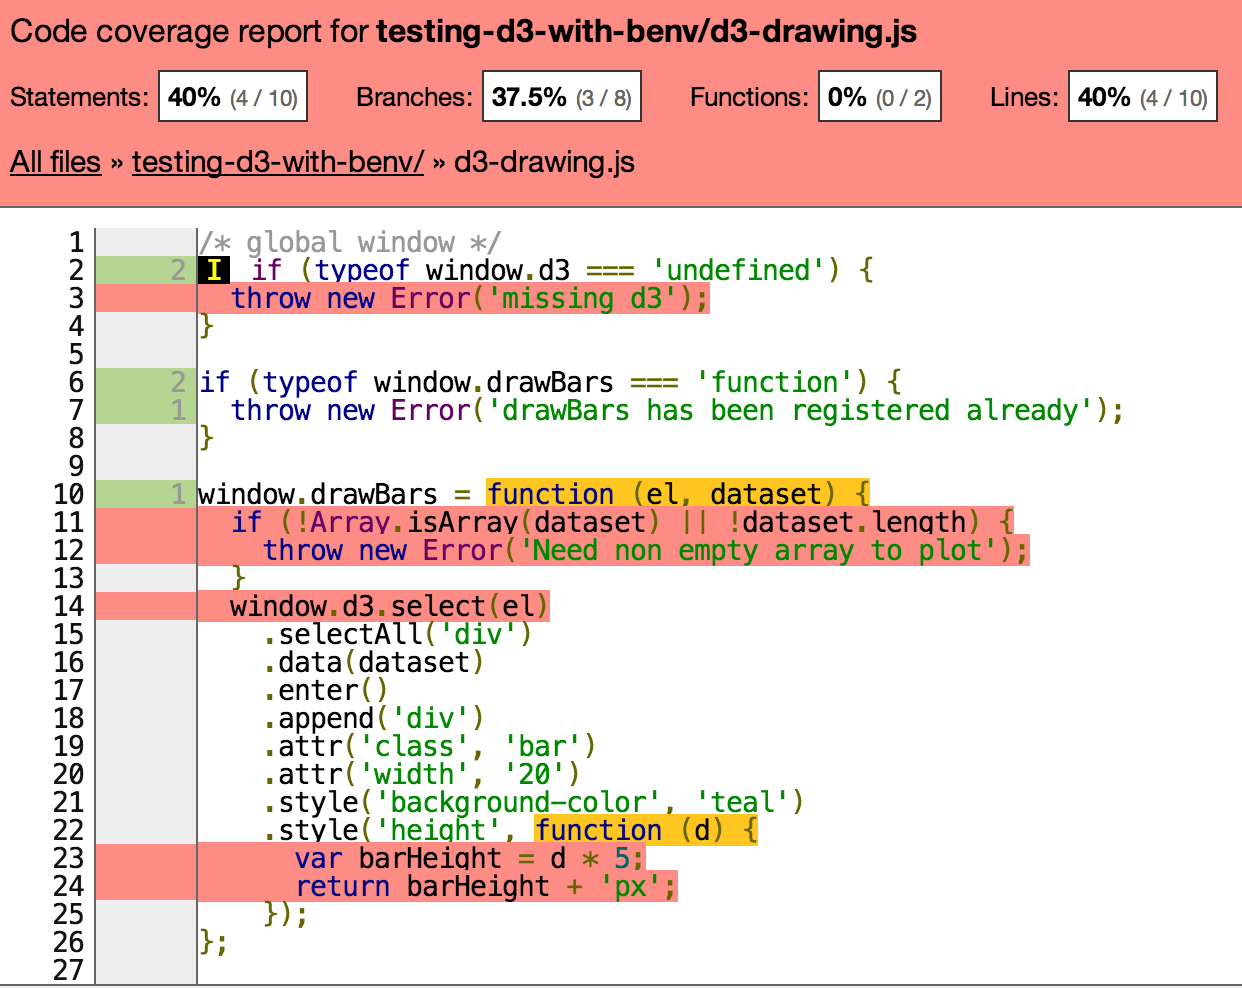 Code coverage report for testing-d3-with-benv/d3-drawing.js
Statements: 40% (4 / 10) Branches: 37.5% (3 / 8) Functions: 0% (0 / 2) Lines: 40% (4 / 10)
All files » testing-d3-with-benv/ » d3-drawing.js
1 /* global window */
2 2 I if (typeof window.d3 === 'undefined') {
3   throw new Error('missing d3');
4 }
5
6 2 if (typeof window.drawBars === 'function') {
7 1   throw new Error('drawBars has been registered already');
8 }
9
10 1 window.drawBars = function (el, dataset) {
11   if (!Array.isArray(dataset) || !dataset.length) {
12     throw new Error('Need non empty array to plot');
13   }
14   window.d3.select(el)
15     .selectAll('div')
16     .data(dataset)
17     .enter()
18     .append('div')
19     .attr('class', 'bar')
20     .attr('width', '20')
21     .style('background-color', 'teal')
22     .style('height', function (d) {
23       var barHeight = d * 5;
24       return barHeight + 'px';
25     });
26 };
27